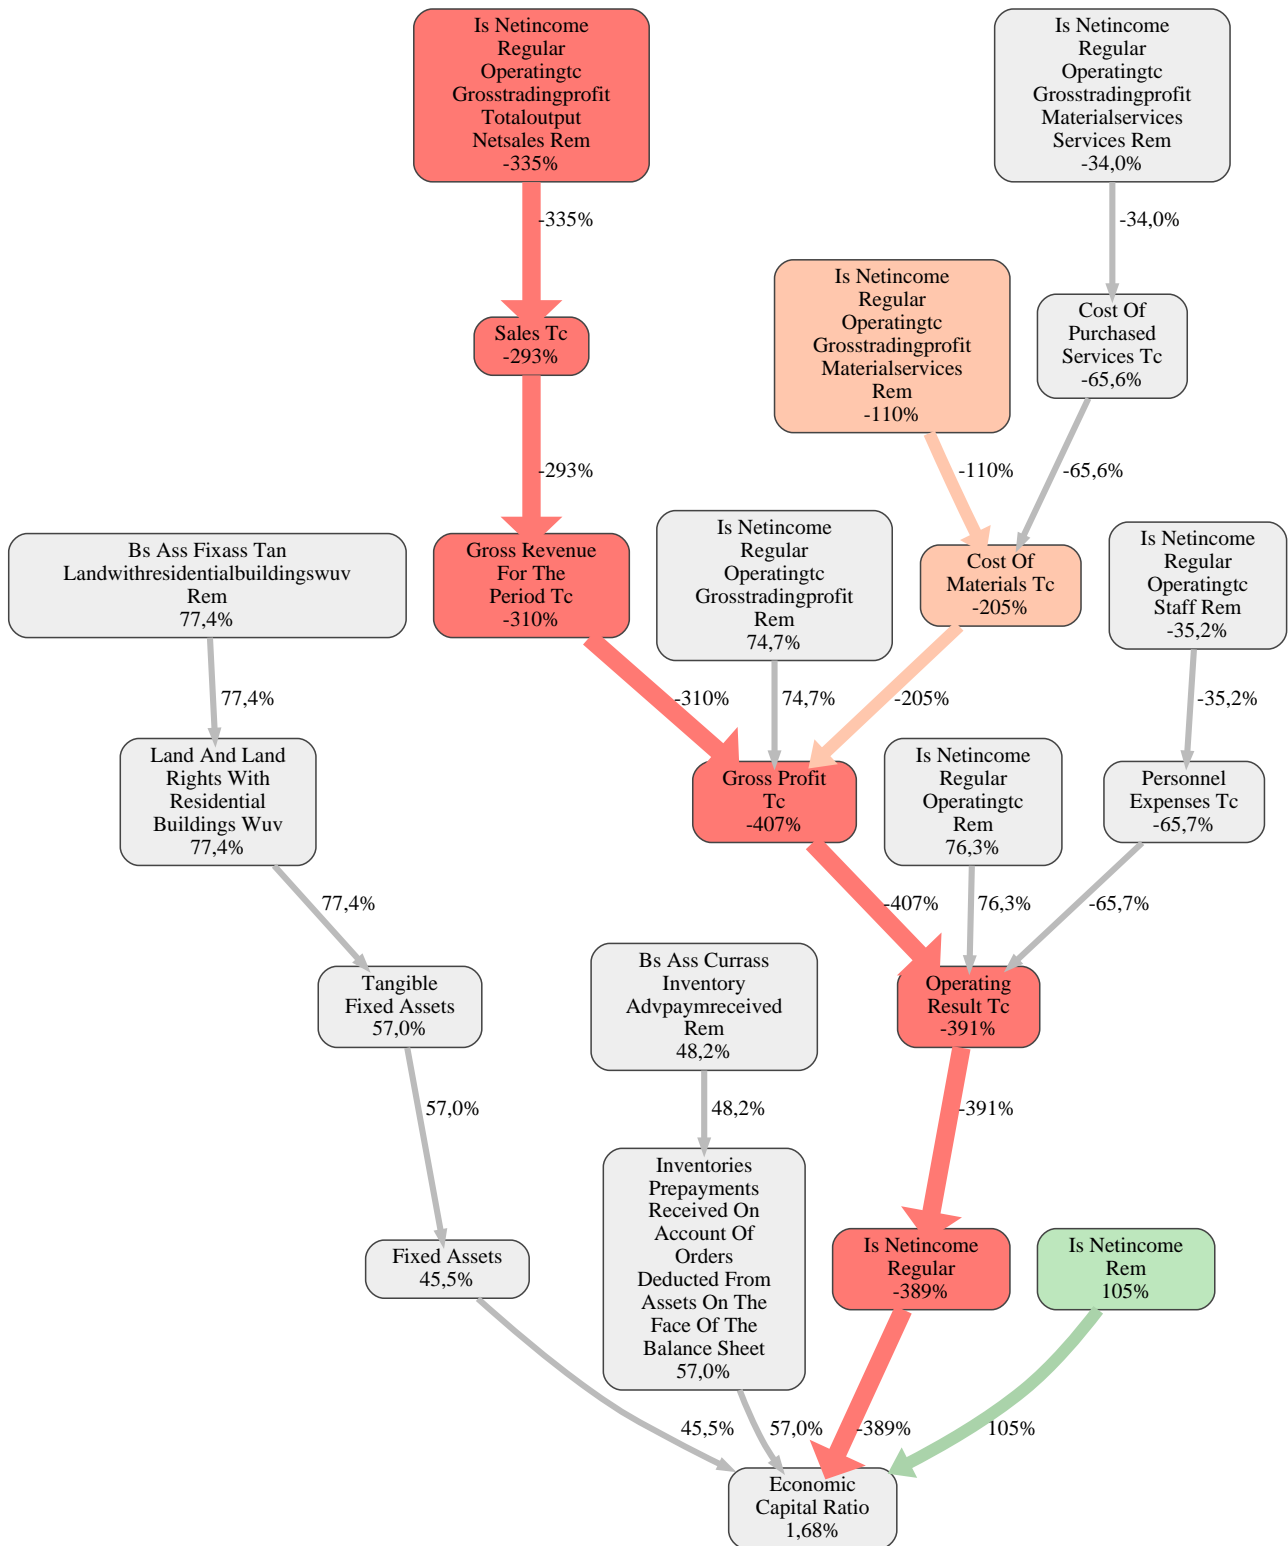 Is Netincome
Regular
Operatingtc
Grosstradingprofit
Totaloutput
Netsales Rem
-335%
Is Netincome
Regular
Operatingtc
Grosstradingprofit
Materialservices
Services Rem
-34,0%
-335%
-34,0%
Is Netincome
Regular
Operatingtc
Grosstradingprofit
Materialservices
Rem
-110%
Sales Tc
-293%
Cost Of
Purchased
Services Tc
-65,6%
-293%
-110%
-65,6%
Bs Ass Fixass Tan
Landwithresidentialbuildingswuv
Rem
77,4%
Gross Revenue
For The
Period Tc
-310%
Is Netincome
Regular
Operatingtc
Grosstradingprofit
Rem
74,7%
Cost Of
Materials Tc
-205%
Is Netincome
Regular
Operatingtc
Staff Rem
-35,2%
77,4%
-310%
74,7%
-205%
-35,2%
Land And Land
Rights With
Residential
Buildings Wuv
77,4%
Gross Profit
Tc
-407%
Is Netincome
Regular
Operatingtc
Rem
76,3%
Personnel
Expenses Tc
-65,7%
77,4%
-407%
76,3%
-65,7%
Tangible
Fixed Assets
57,0%
Bs Ass Currass
Inventory
Advpaymreceived
Rem
48,2%
Operating
Result Tc
-391%
57,0%
48,2%
-391%
Fixed Assets
45,5%
Inventories
Prepayments
Received On
Account Of
Orders
Deducted From
Assets On The
Face Of The
Balance Sheet
57,0%
Is Netincome
Regular
-389%
Is Netincome
Rem
105%
45,5%
57,0%
-389%
105%
Economic
Capital Ratio
1,68%